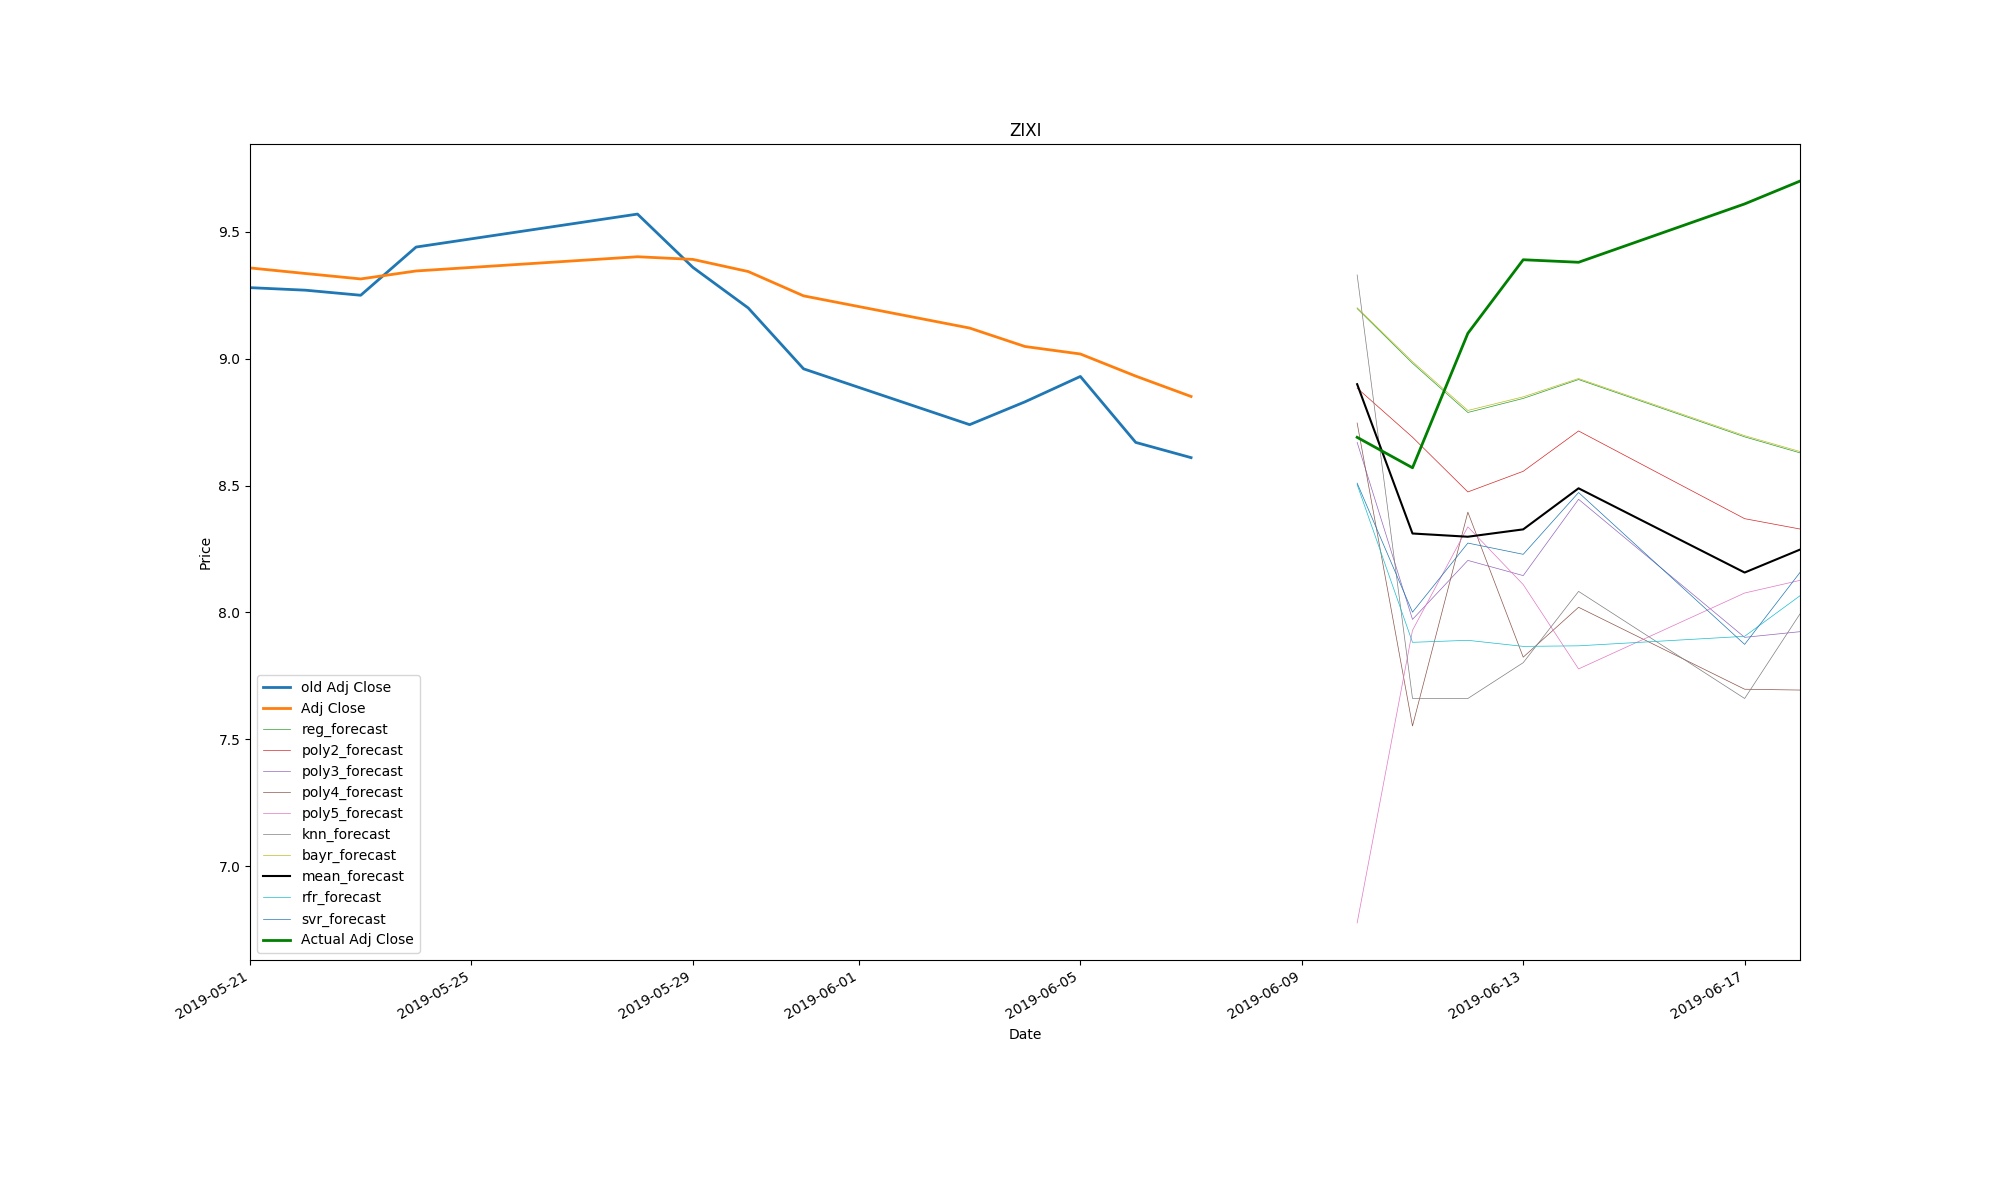 ZIXI
9.5
9.0
8.5
8.0
7.5
7.0
Price
old Adj Close
Adj Close
reg_forecast
poly2_forecast
poly3_forecast
poly4_forecast
poly5_forecast
knn_forecast
bayr_forecast
mean_forecast
rfr_forecast
svr_forecast
Actual Adj Close
2019-05-21
2019-05-25
2019-05-29
2019-06-01
2019-06-05
2019-06-09
2019-06-13
2019-06-17
Date